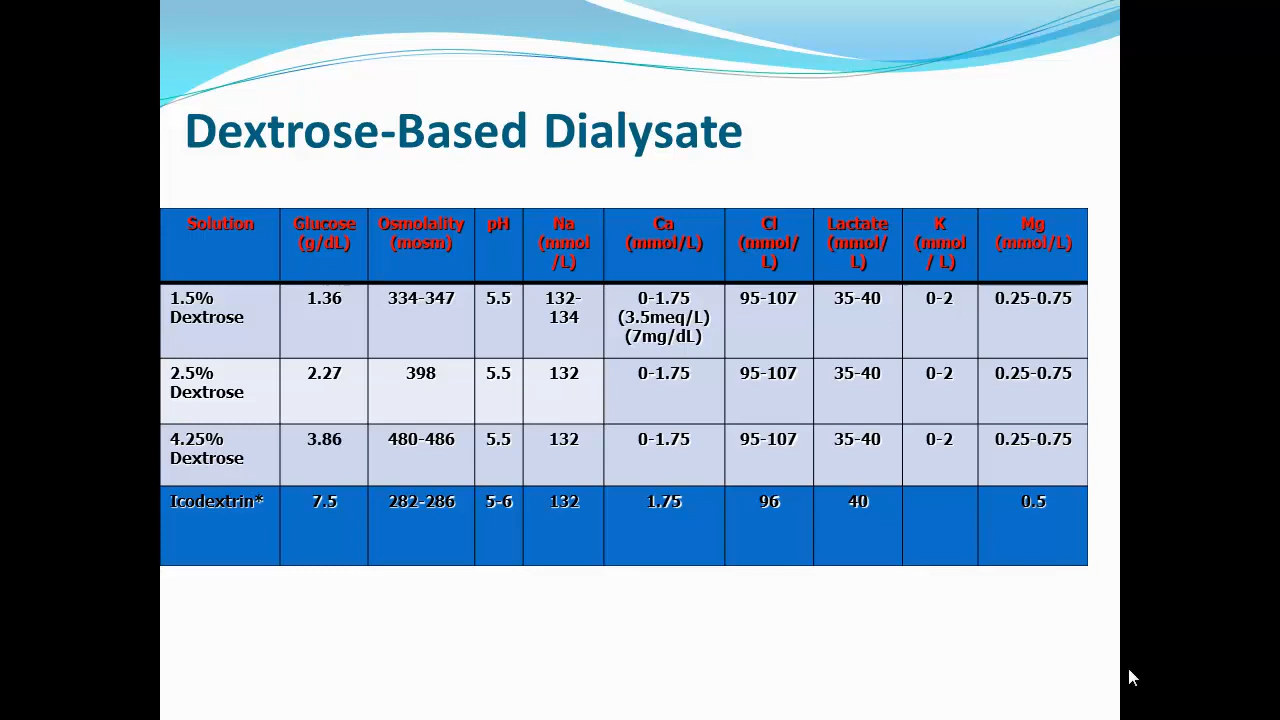 Dextrose-Based Dialysate
Solution Glucose Osmolality pH Na Ca Cl Lactate K Mg
(g/dL) (mosm) (mmol (mmol/L) (mmol/ (mmol/ (mmol (mmol/L)
/L) L) L) / L)
1.5% 1.36 334-347 5.5 132- 0-1.75 95-107 35-40 0-2 0.25-0.75
Dextrose 134 (3.5meq/L)
(7mg/dL)
2.5% 2.27 398 5.5 132 0-1.75 95-107 35-40 0-2 0.25-0.75
Dextrose
4.25% 3.86 480-486 5.5 132 0-1.75 95-107 35-40 0-2 0.25-0.75
Dextrose
Icodextrin* 7.5 282-286 5-6 132 1.75 96 40 0.5